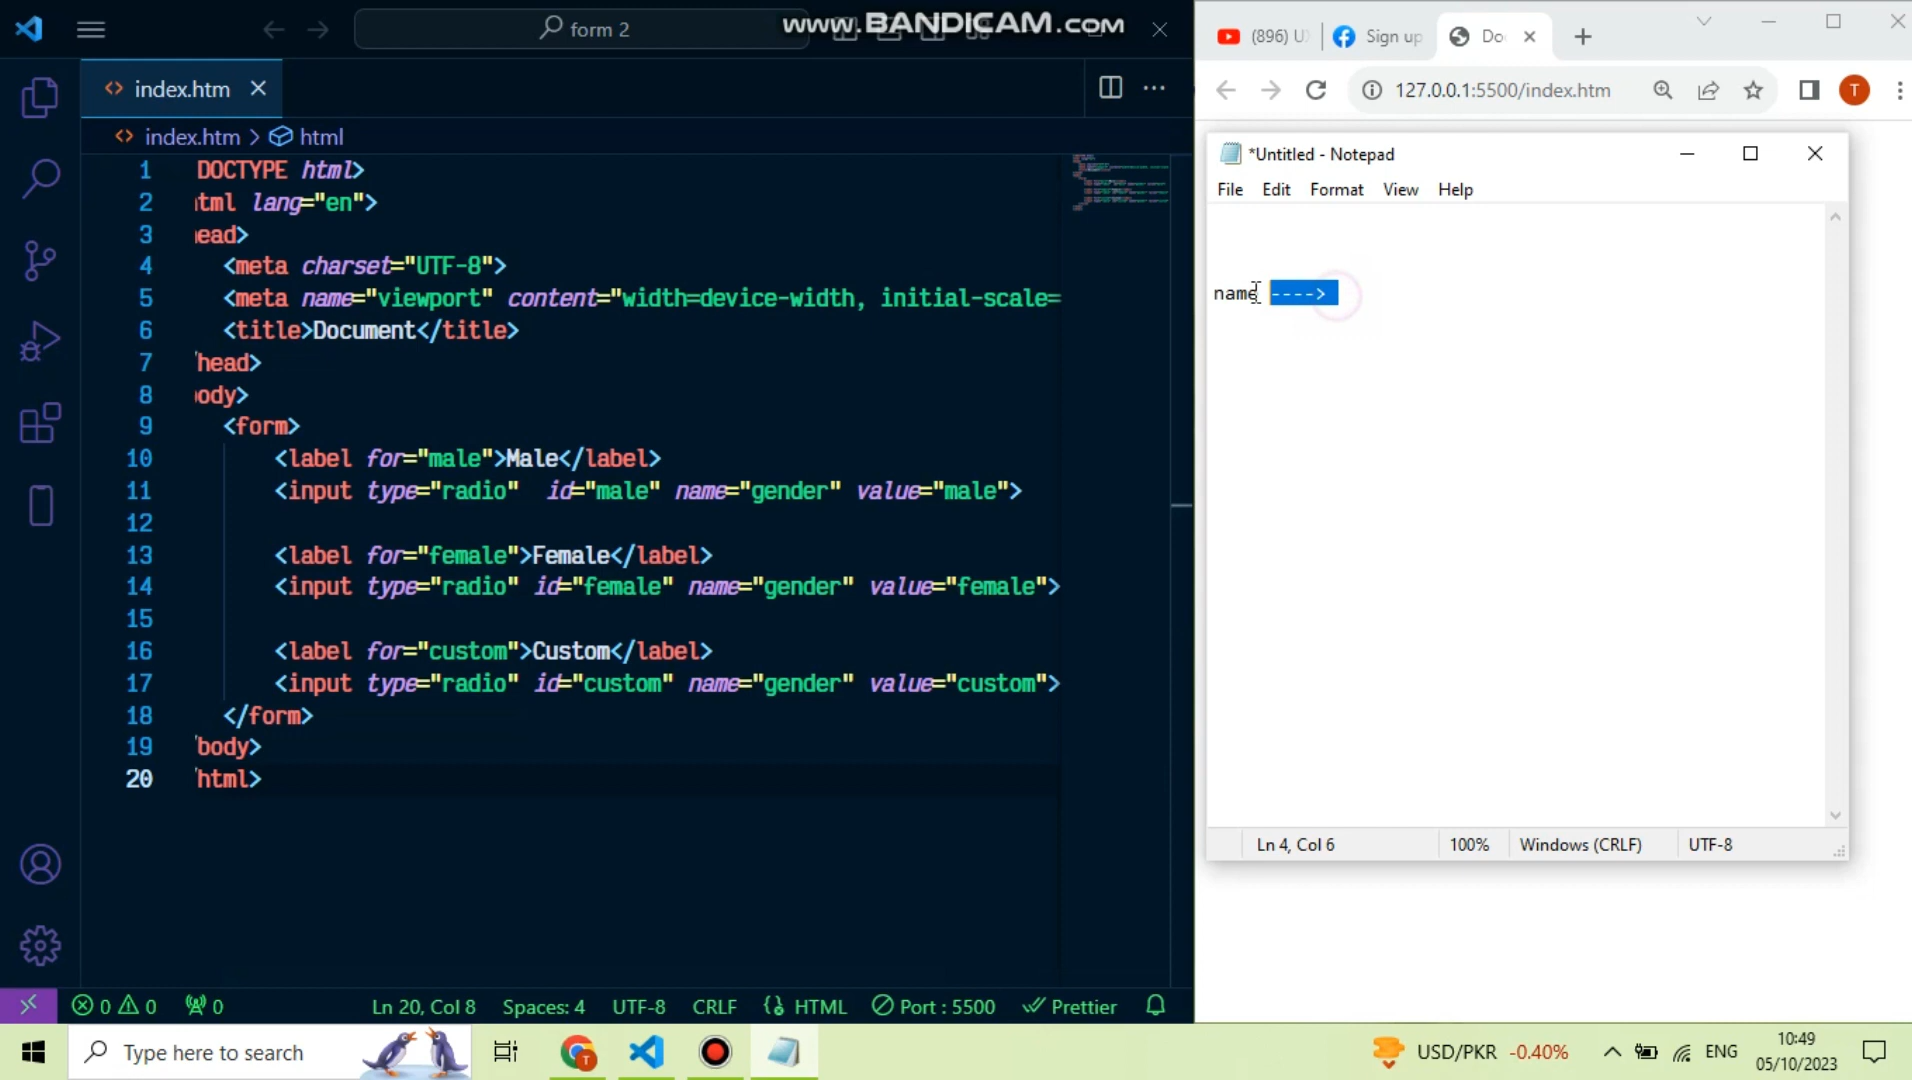 form 2
www.BANDICAM.com
index.htm
index.htm > html
1 DOCTYPE html>
2 tml lang="en">
3 ead>
4 <meta charset="UTF-8">
5 <meta name="viewport" content="width=device-width, initial-scale=
6 <title>Document</title>
7 /head>
8 ody>
9 <form>
10 <label for="male">Male</label>
11 <input type="radio"  id="male" name="gender" value="male">
12
13 <label for="female">Female</label>
14 <input type="radio" id="female" name="gender" value="female">
15
16 <label for="custom">Custom</label>
17 <input type="radio" id="custom" name="gender" value="custom">
18 </form>
19 /body>
20 /html>
0 0 0
Ln 20, Col 8 Spaces: 4 UTF-8 CRLF HTML Port : 5500 Prettier
(896) U
Sign up
Do
127.0.0.1:5500/index.htm
T
*Untitled - Notepad
File Edit Format View Help
name ---->
Ln 4, Col 6 100% Windows (CRLF) UTF-8
Type here to search
T
USD/PKR -0.40%
ENG
10:49
05/10/2023